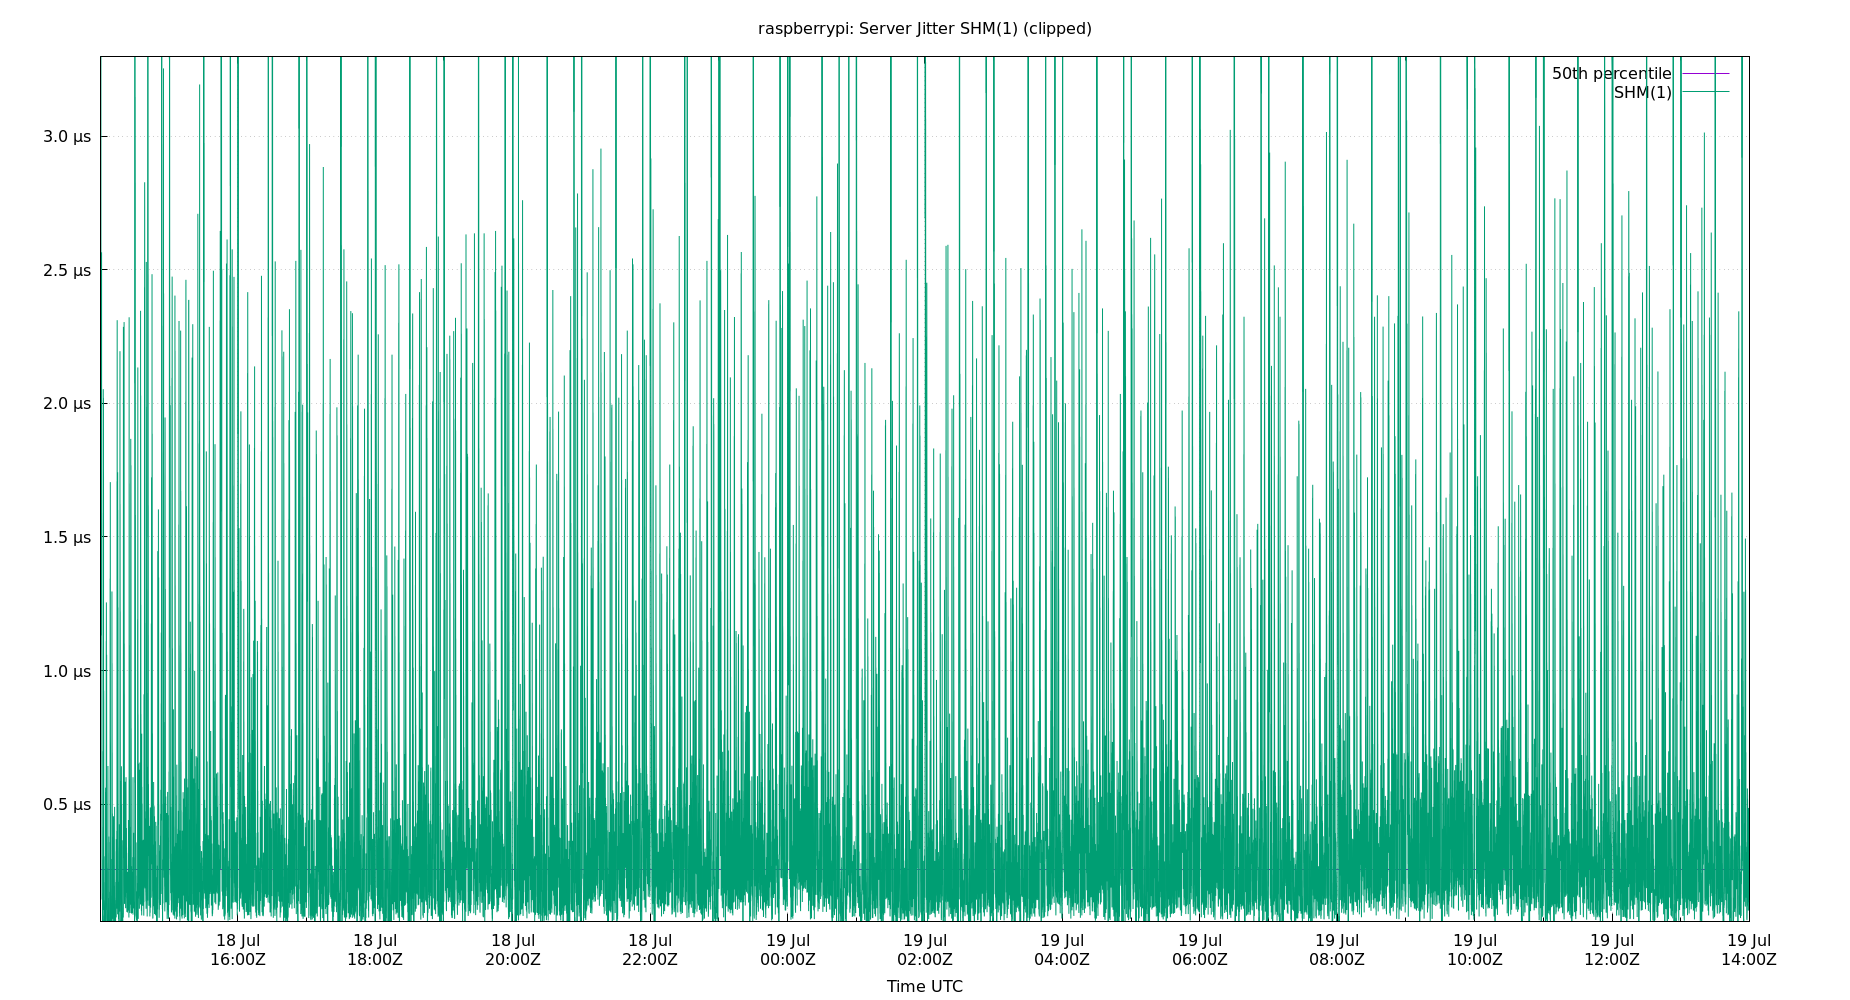 raspberrypi: Server Jitter SHM(1) (clipped)
50th percentile
SHM(1)
3.0 µs
2.5 µs
2.0 µs
1.5 µs
1.0 µs
0.5 µs
18 Jul 18 Jul 18 Jul 18 Jul 19 Jul 19 Jul 19 Jul 19 Jul 19 Jul 19 Jul 19 Jul 19 Jul
16:00Z 18:00Z 20:00Z 22:00Z 00:00Z 02:00Z 04:00Z 06:00Z 08:00Z 10:00Z 12:00Z 14:00Z
Time UTC